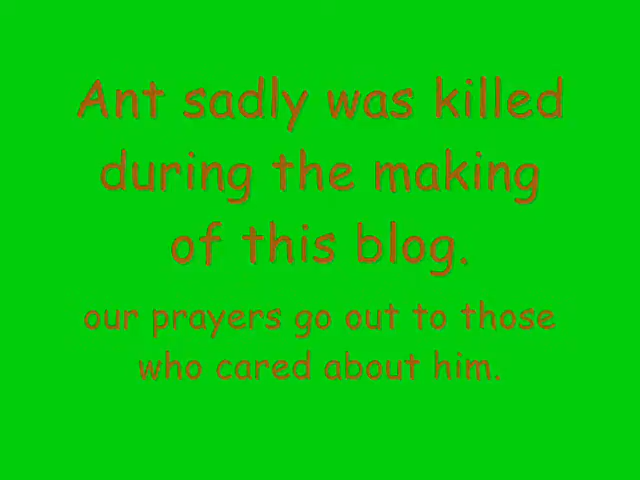 Ant sadly was killed
during the making
of this blog.
our prayers go out to those
who cared about him.